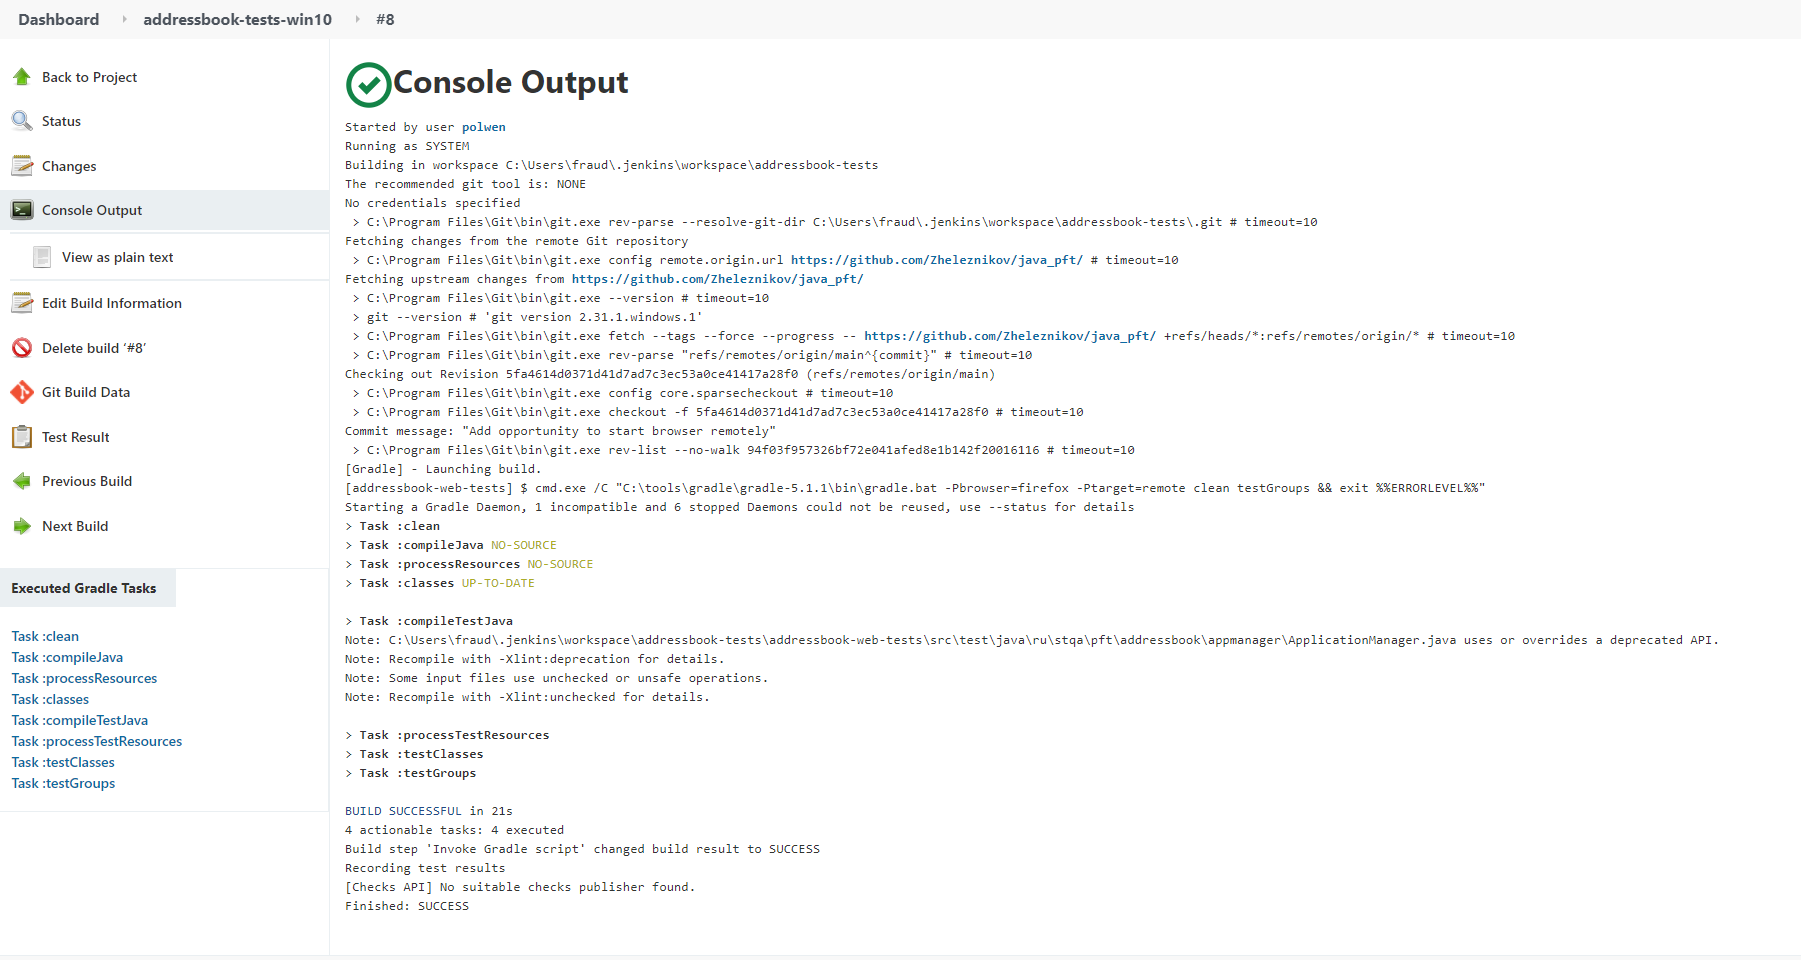 Dashboard addressbook-tests-win10 #8
Back to Project
Status
Changes
Console Output
View as plain text
Edit Build Information
Delete build ‘#8’
Git Build Data
Test Result
Previous Build
Next Build
Executed Gradle Tasks
Task :clean
Task :compileJava
Task :processResources
Task :classes
Task :compileTestJava
Task :processTestResources
Task :testClasses
Task :testGroups
Console Output
Started by user polwen
Running as SYSTEM
Building in workspace C:\Users\fraud\.jenkins\workspace\addressbook-tests
The recommended git tool is: NONE
No credentials specified
> C:\Program Files\Git\bin\git.exe rev-parse --resolve-git-dir C:\Users\fraud\.jenkins\workspace\addressbook-tests\.git # timeout=10
Fetching changes from the remote Git repository
> C:\Program Files\Git\bin\git.exe config remote.origin.url https://github.com/Zheleznikov/java_pft/ # timeout=10
Fetching upstream changes from https://github.com/Zheleznikov/java_pft/
> C:\Program Files\Git\bin\git.exe --version # timeout=10
> git --version # 'git version 2.31.1.windows.1'
> C:\Program Files\Git\bin\git.exe fetch --tags --force --progress -- https://github.com/Zheleznikov/java_pft/ +refs/heads/*:refs/remotes/origin/* # timeout=10
> C:\Program Files\Git\bin\git.exe rev-parse "refs/remotes/origin/main^{commit}" # timeout=10
Checking out Revision 5fa4614d0371d41d7ad7c3ec53a0ce41417a28f0 (refs/remotes/origin/main)
> C:\Program Files\Git\bin\git.exe config core.sparsecheckout # timeout=10
> C:\Program Files\Git\bin\git.exe checkout -f 5fa4614d0371d41d7ad7c3ec53a0ce41417a28f0 # timeout=10
Commit message: "Add opportunity to start browser remotely"
> C:\Program Files\Git\bin\git.exe rev-list --no-walk 94f03f957326bf72e041afed8e1b142f20016116 # timeout=10
[Gradle] - Launching build.
[addressbook-web-tests] $ cmd.exe /C "C:\tools\gradle\gradle-5.1.1\bin\gradle.bat -Pbrowser=firefox -Ptarget=remote clean testGroups && exit %%ERRORLEVEL%%"
Starting a Gradle Daemon, 1 incompatible and 6 stopped Daemons could not be reused, use --status for details
> Task :clean
> Task :compileJava NO-SOURCE
> Task :processResources NO-SOURCE
> Task :classes UP-TO-DATE
> Task :compileTestJava
Note: C:\Users\fraud\.jenkins\workspace\addressbook-tests\addressbook-web-tests\src\test\java\ru\stqa\pft\addressbook\appmanager\ApplicationManager.java uses or overrides a deprecated API.
Note: Recompile with -Xlint:deprecation for details.
Note: Some input files use unchecked or unsafe operations.
Note: Recompile with -Xlint:unchecked for details.
> Task :processTestResources
> Task :testClasses
> Task :testGroups
BUILD SUCCESSFUL in 21s
4 actionable tasks: 4 executed
Build step 'Invoke Gradle script' changed build result to SUCCESS
Recording test results
[Checks API] No suitable checks publisher found.
Finished: SUCCESS